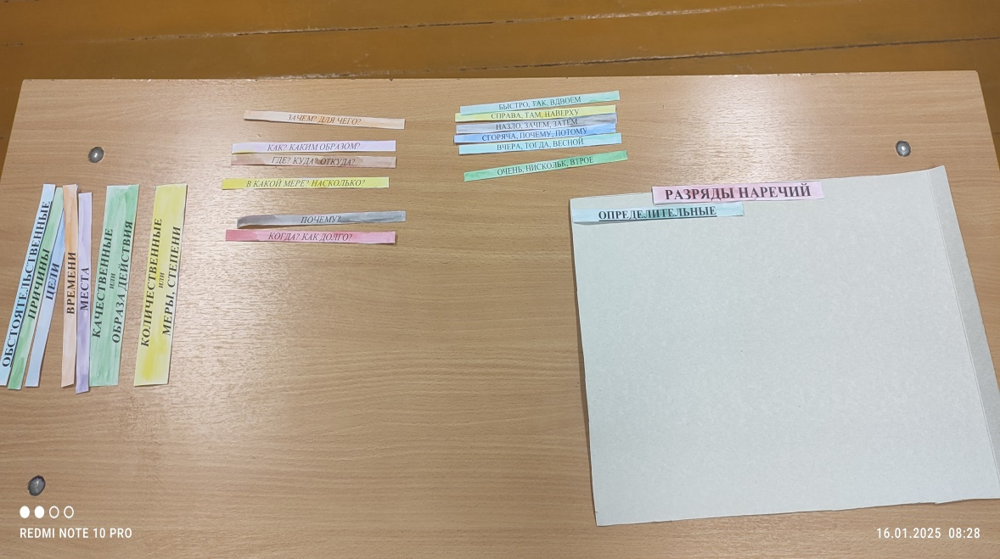 ЗАЧЕМ? ДЛЯ ЧЕГО?
КАК? КАКИМ ОБРАЗОМ?
ГДЕ? КУДА? ОТКУДА?
В КАКОЙ МЕРЕ? НАСКОЛЬКО?
ПОЧЕМУ?
КОГДА? КАК ДОЛГО?
БЫСТРО, ТАК, ВДВОЕМ
СПРАВА, ТАМ, НАВЕРХУ
НАЗЛО, ЗАЧЕМ, ЗАТЕМ
СГОРЯЧА, ПОЧЕМУ, ПОТОМУ
ВЧЕРА, ТОГДА, ВЕСНОЙ
ОЧЕНЬ, НИСКОЛЬК, ВТРОЕ
РАЗРЯДЫ НАРЕЧИЙ
ОПРЕДЕЛИТЕЛЬНЫЕ
ОБСТОЯТЕЛЬСТВЕННЫЕ
ПРИЧИНЫ
ЦЕЛИ
ВРЕМЕНИ
МЕСТА
КАЧЕСТВЕННЫЕ
ИЛИ
ОБРАЗА ДЕЙСТВИЯ
КОЛИЧЕСТВЕННЫЕ
ИЛИ
МЕРЫ, СТЕПЕНИ
REDMI NOTE 10 PRO
16.01.2025 08:28